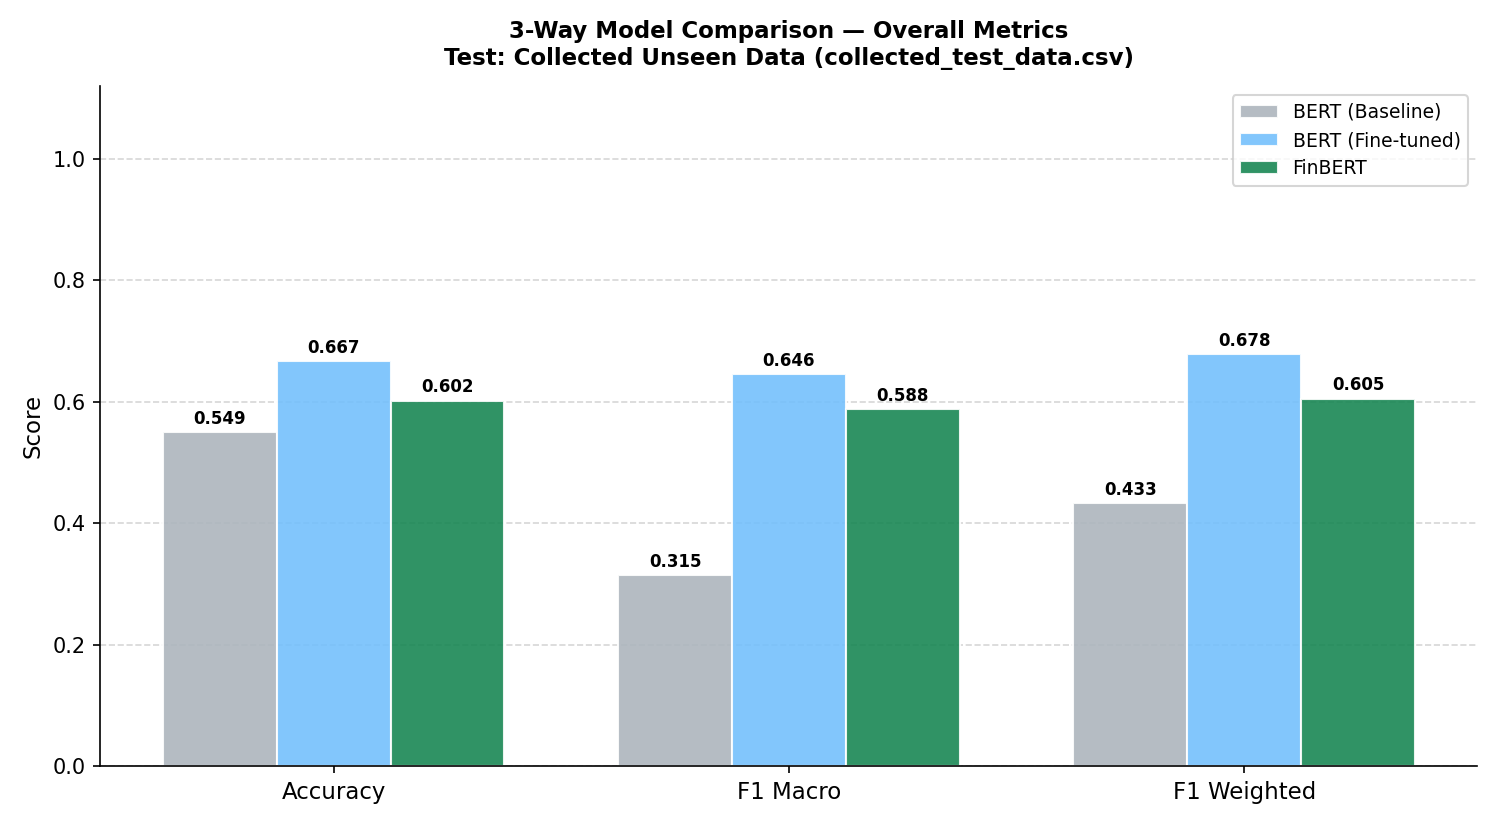 3-Way Model Comparison — Overall Metrics
Test: Collected Unseen Data (collected_test_data.csv)
BERT (Baseline)
BERT (Fine-tuned)
FinBERT
Score
1.0
0.8
0.6
0.4
0.2
0.0
0.549
0.667
0.602
0.315
0.646
0.588
0.433
0.678
0.605
Accuracy
F1 Macro
F1 Weighted